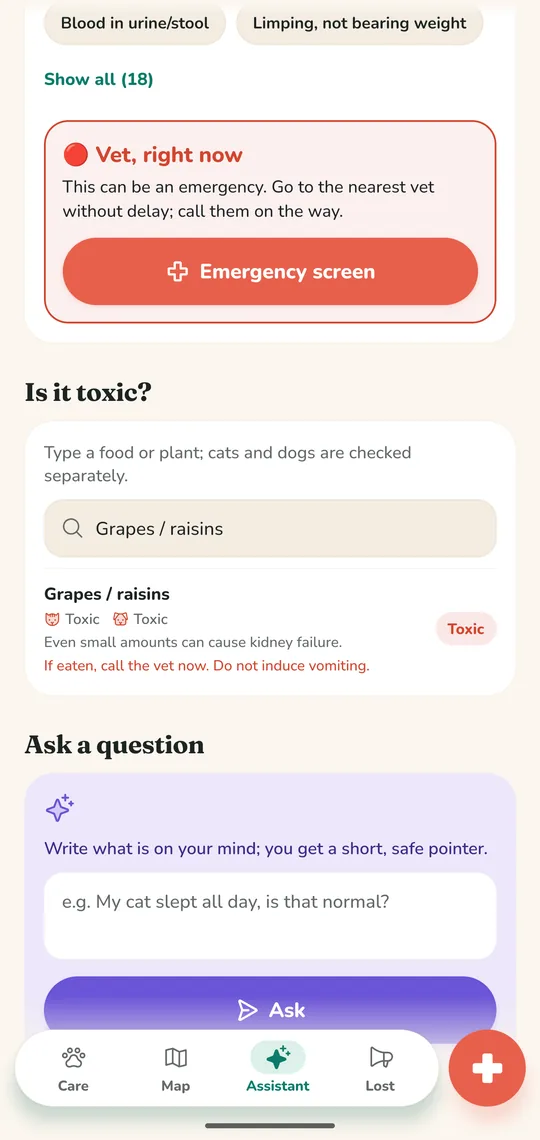 Blood in urine/stool
Limping, not bearing weight
Show all (18)
Vet, right now
This can be an emergency. Go to the nearest vet
without delay; call them on the way.
Emergency screen
Is it toxic?
Type a food or plant; cats and dogs are checked
separately.
Grapes / raisins
Grapes / raisins
Toxic Toxic
Toxic
Even small amounts can cause kidney failure.
If eaten, call the vet now. Do not induce vomiting.
Ask a question
Write what is on your mind; you get a short, safe pointer.
e.g. My cat slept all day, is that normal?
Ask
Care
Map
Assistant
Lost